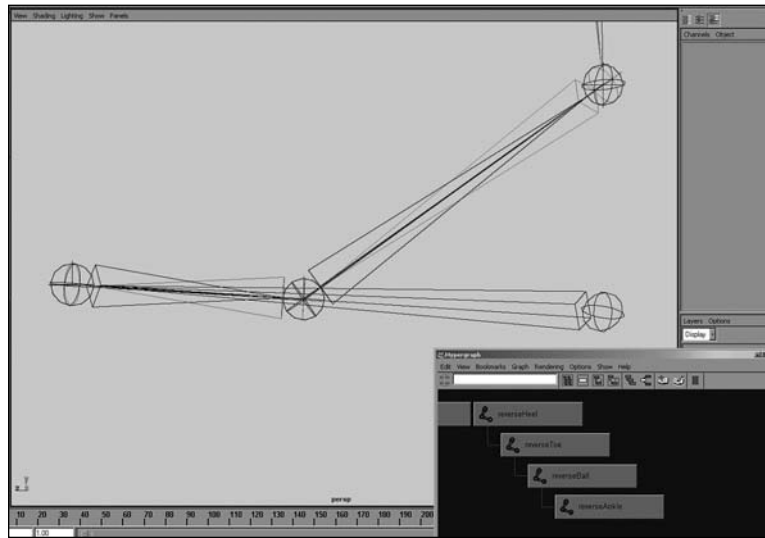 View Shading Lighting Show Panels
Channels Object
Layers Options
Display
Hypergraph
Edit View Bookmarks Graph Rendering Options Show Help
reverseHeel
reverseToe
reverseBall
reverseAnkle
persp
10 20 30 40 50 60 70 80 90 100 110 120 130 140 150 160 170 180 190 200
1.00